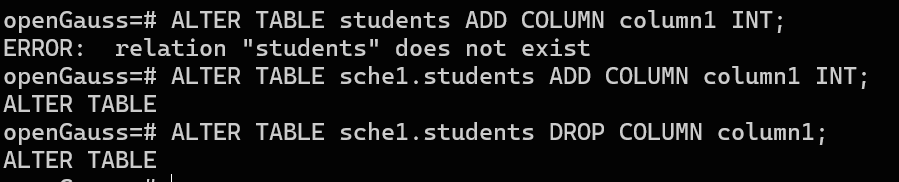 openGauss=# ALTER TABLE students ADD COLUMN column1 INT;
ERROR:  relation "students" does not exist
openGauss=# ALTER TABLE sche1.students ADD COLUMN column1 INT;
ALTER TABLE
openGauss=# ALTER TABLE sche1.students DROP COLUMN column1;
ALTER TABLE